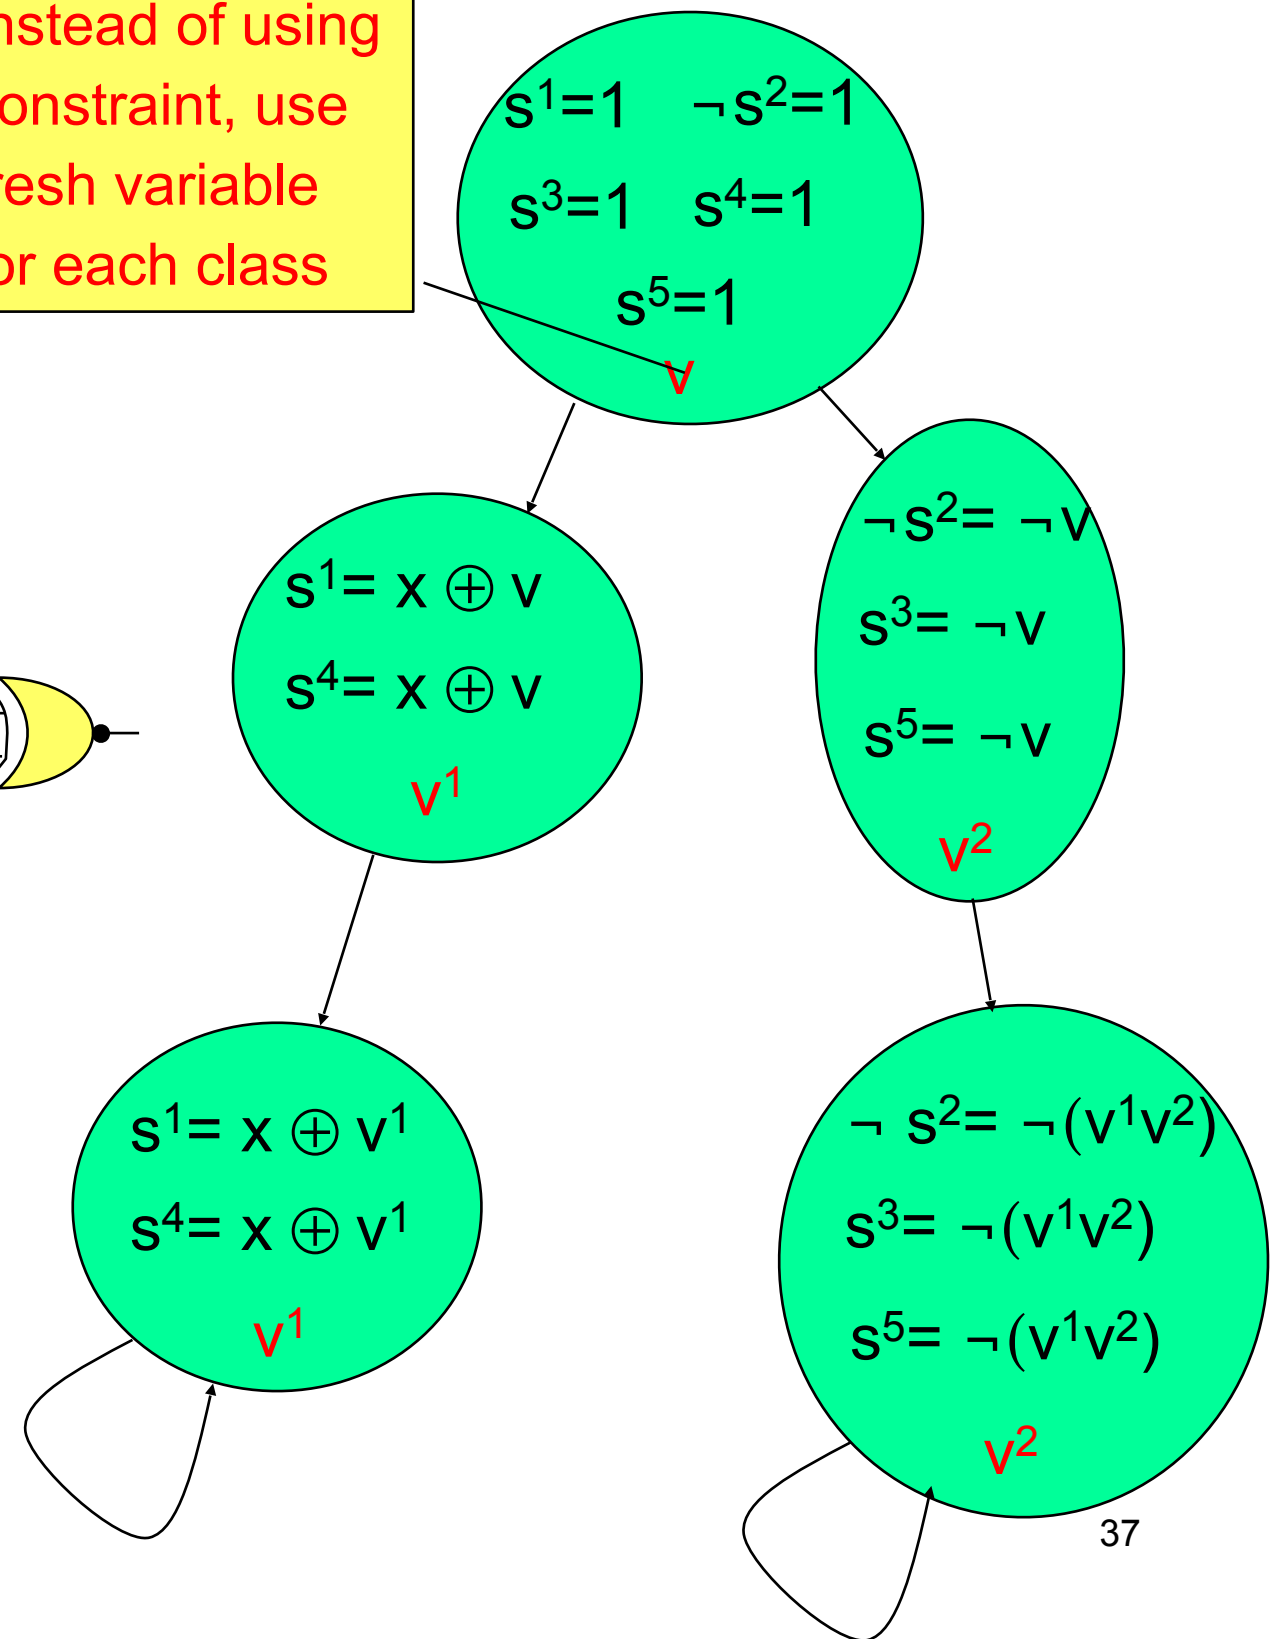 nstead of using
onstraint, use
resh variable
or each class
s¹=1 ¬s²=1
s³=1 s⁴=1
s⁵=1
v
s¹= x ⊕ v
s⁴= x ⊕ v
v¹
¬s²= ¬v
s³= ¬v
s⁵= ¬v
v²
s¹= x ⊕ v¹
s⁴= x ⊕ v¹
v¹
¬ s²= ¬(v¹v²)
s³= ¬(v¹v²)
s⁵= ¬(v¹v²)
v²
37